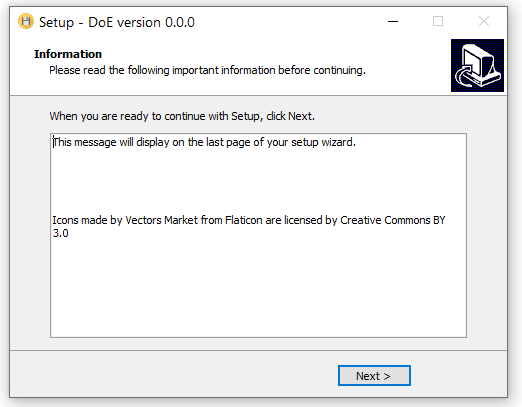 Setup - DoE version 0.0.0
Information
Please read the following important information before continuing.
When you are ready to continue with Setup, click Next.
This message will display on the last page of your setup wizard.
Icons made by Vectors Market from Flaticon are licensed by Creative Commons BY
3.0
Next >